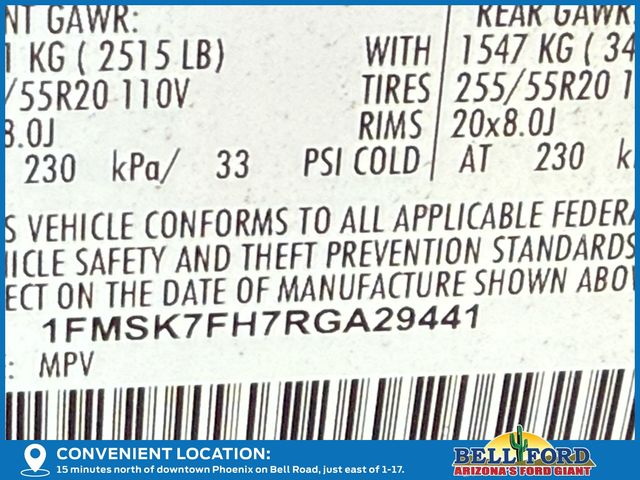 NT GAWR: REAR GAWR
1 KG ( 2515 LB) WITH 1547 KG ( 34
/55R20 110V TIRES 255/55R20 1
8.0J RIMS 20x8.0J
230 kPa/ 33 PSI COLD AT 230 k
S VEHICLE CONFORMS TO ALL APPLICABLE FEDERA
ICLE SAFETY AND THEFT PREVENTION STANDARDS
ECT ON THE DATE OF MANUFACTURE SHOWN ABO
1FMSK7FH7RGA29441
: MPV
CONVENIENT LOCATION:
15 minutes north of downtown Phoenix on Bell Road, just east of 1-17.
BELL FORD
ARIZONA'S FORD GIANT